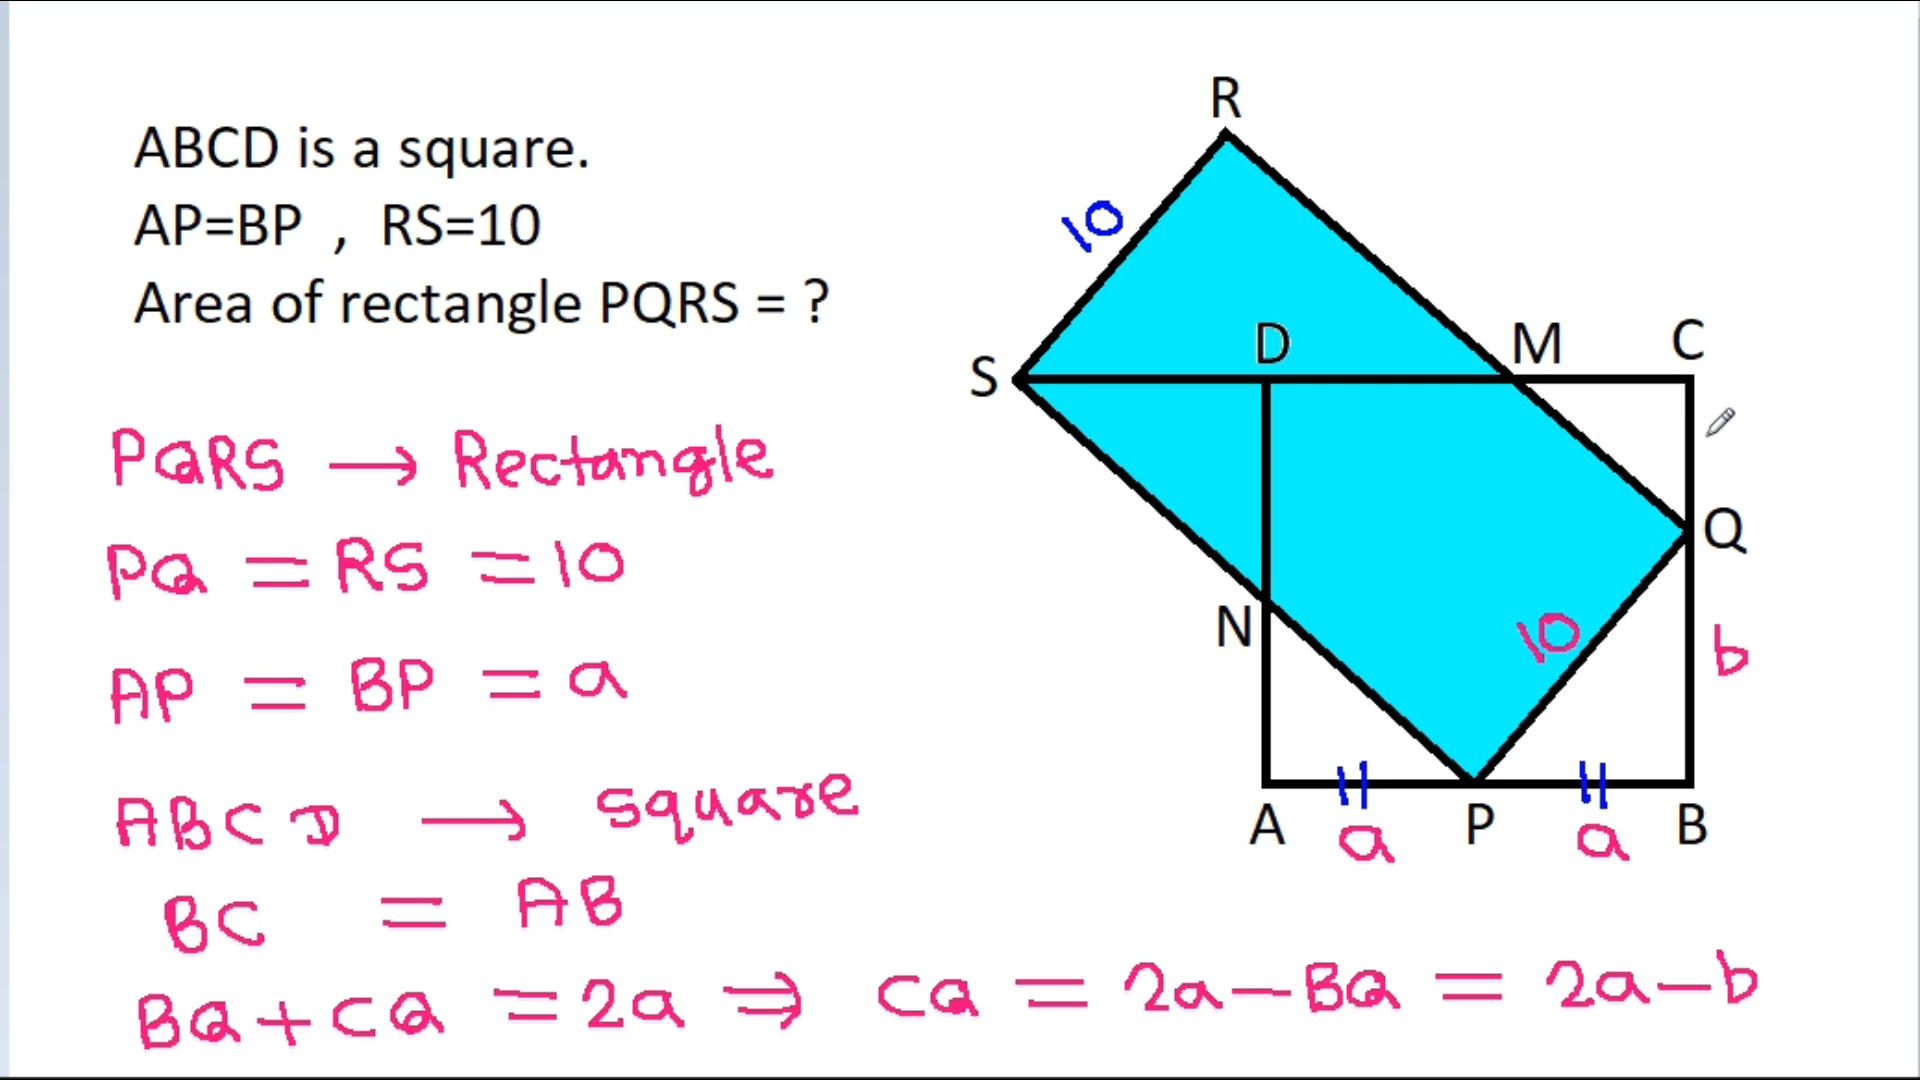 ABCD is a square.
AP=BP , RS=10
Area of rectangle PQRS = ?
R
10
S
D
M
C
Q
N
10
b
A
P
B
a
a
PQRS → Rectangle
PQ = RS = 10
AP = BP = a
ABCD → square
BC = AB
BQ + CQ = 2a ⇒ CQ = 2a - BQ = 2a - b